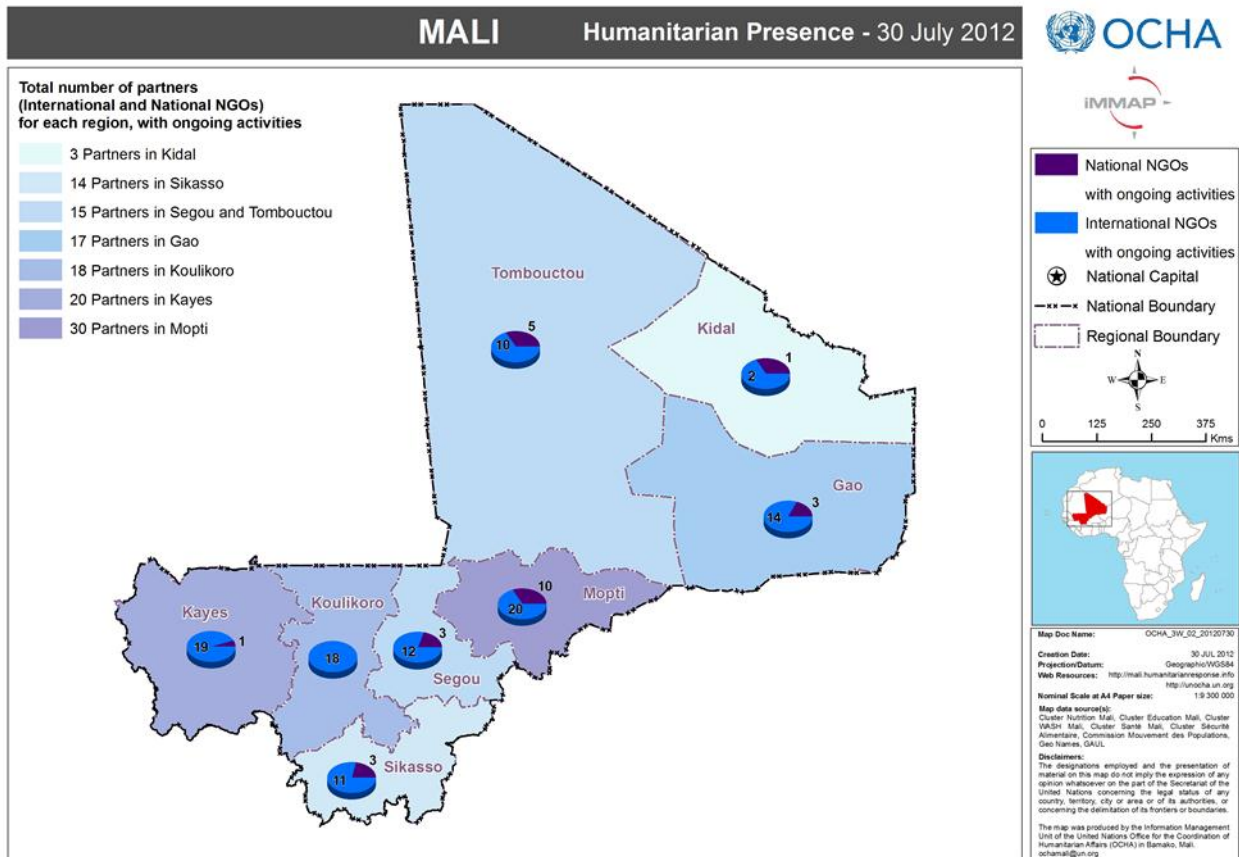 MALI
Humanitarian Presence - 30 July 2012
OCHA
iMMAP
Total number of partners
(International and National NGOs)
for each region, with ongoing activities
3 Partners in Kidal
14 Partners in Sikasso
15 Partners in Segou and Tombouctou
17 Partners in Gao
18 Partners in Koulikoro
20 Partners in Kayes
30 Partners in Mopti
Tombouctou
5
10
Kidal
1
2
Gao
3
14
Mopti
10
20
Kayes
19
1
Koulikoro
18
3
12
Segou
3
11
Sikasso
National NGOs
with ongoing activities
International NGOs
with ongoing activities
National Capital
National Boundary
Regional Boundary
N
W E
S
0 125 250 375
Kms
Map Doc Name: OCHA_3W_02_20120730
Creation Date: 30 JUL 2012
Projection/Datum: Geographic/WGS84
Web Resources: http://mali.humanitarianresponse.info
http://unocha.un.org
Nominal Scale at A4 Paper size: 1:9 300 000
Map data source(s):
Cluster Nutrition Mali, Cluster Education Mali, Cluster
WASH Mali, Cluster Santé Mali, Cluster Sécurité
Alimentaire, Commission Mouvement des Populations,
Geo Names, GAUL
Disclaimers:
The designations employed and the presentation of
material on this map do not imply the expression of any
opinion whatsoever on the part of the Secretariat of the
United Nations concerning the legal status of any
country, territory, city or area or of its authorities, or
concerning the delimitation of its frontiers or boundaries.
The map was produced by the Information Management
Unit of the United Nations Office for the Coordination of
Humanitarian Affairs (OCHA) in Bamako, Mali.
ochamali@un.org